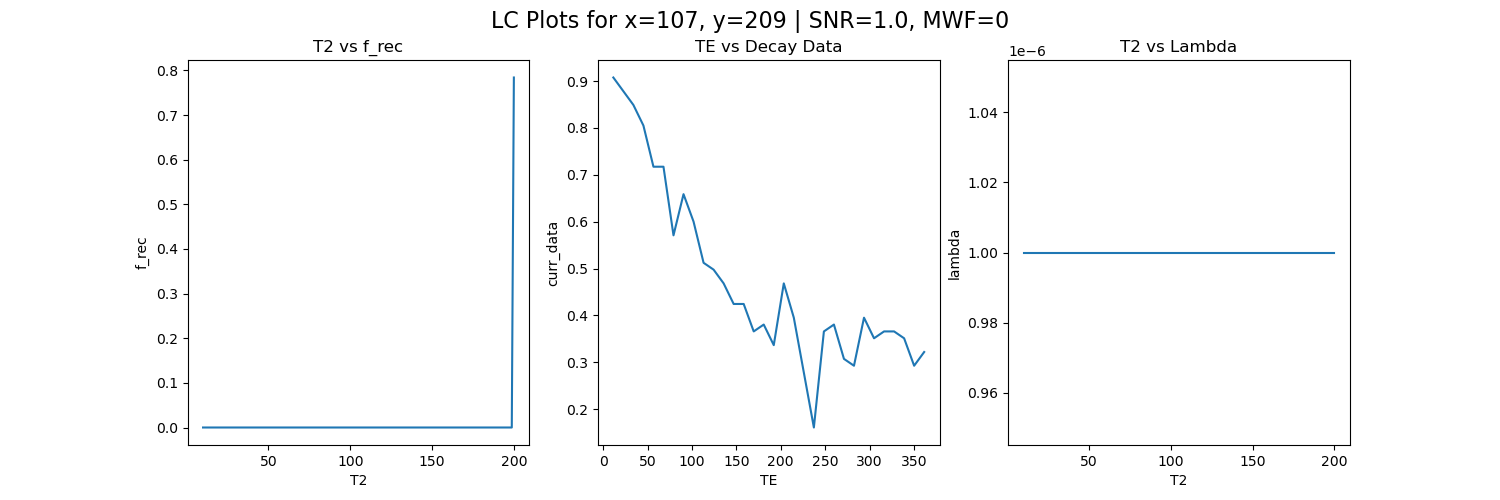 LC Plots for x=107, y=209 | SNR=1.0, MWF=0
T2 vs f_rec
0.8
0.7
0.6
0.5
0.4
0.3
0.2
0.1
0.0
f_rec
50 100 150 200
T2
TE vs Decay Data
0.9
0.8
0.7
0.6
0.5
0.4
0.3
0.2
curr_data
0 50 100 150 200 250 300 350
TE
T2 vs Lambda
1e−6
1.04
1.02
1.00
0.98
0.96
lambda
50 100 150 200
T2